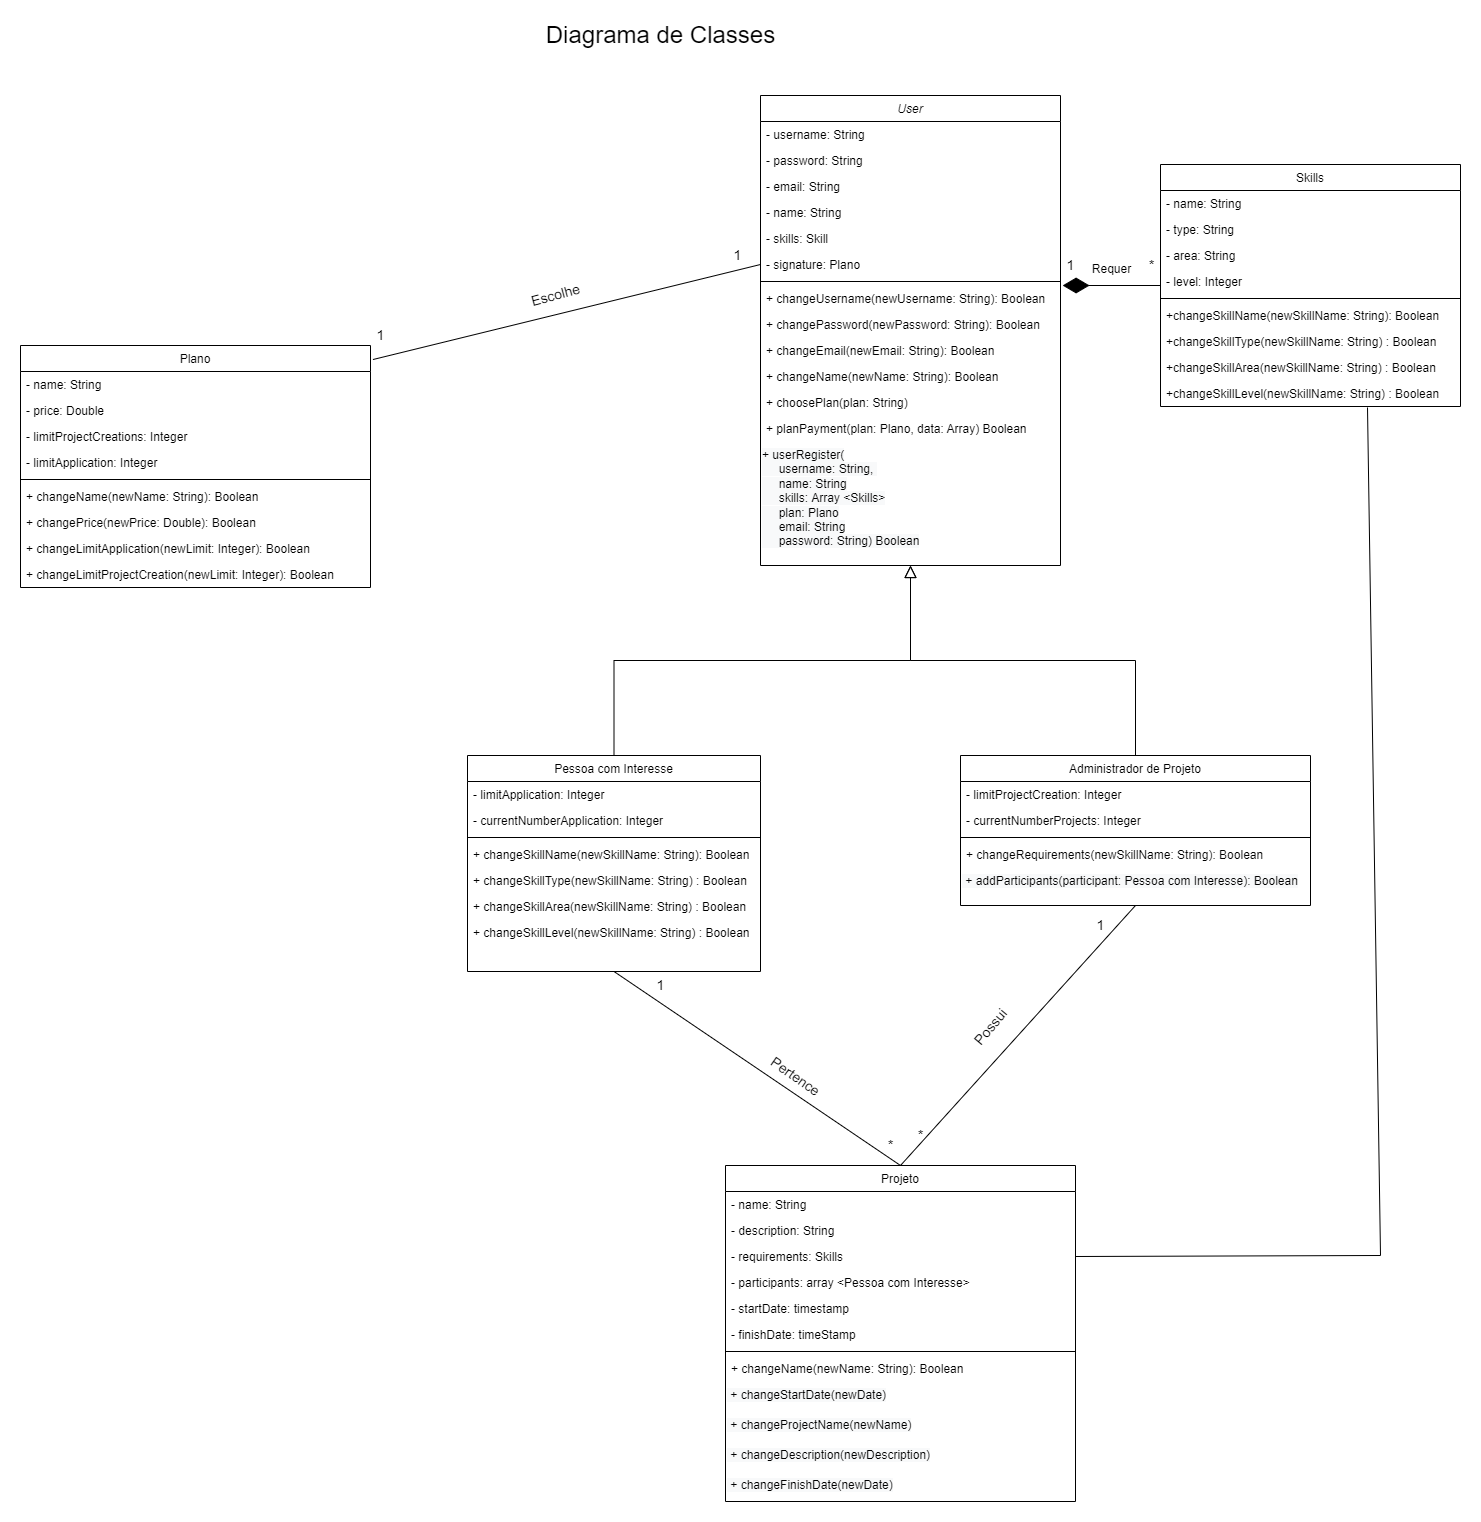 Diagrama de Classes
User
- username: String
- password: String
- email: String
- name: String
- skills: Skill
- signature: Plano
+ changeUsername(newUsername: String): Boolean
+ changePassword(newPassword: String): Boolean
+ changeEmail(newEmail: String): Boolean
+ changeName(newName: String): Boolean
+ choosePlan(plan: String)
+ planPayment(plan: Plano, data: Array) Boolean
+ userRegister(
username: String,
name: String
skills: Array <Skills>
plan: Plano
email: String
password: String) Boolean
1
Requer
*
Skills
- name: String
- type: String
- area: String
- level: Integer
+changeSkillName(newSkillName: String): Boolean
+changeSkillType(newSkillName: String) : Boolean
+changeSkillArea(newSkillName: String) : Boolean
+changeSkillLevel(newSkillName: String) : Boolean
1
Escolhe
1
Plano
- name: String
- price: Double
- limitProjectCreations: Integer
- limitApplication: Integer
+ changeName(newName: String): Boolean
+ changePrice(newPrice: Double): Boolean
+ changeLimitApplication(newLimit: Integer): Boolean
+ changeLimitProjectCreation(newLimit: Integer): Boolean
Pessoa com Interesse
- limitApplication: Integer
- currentNumberApplication: Integer
+ changeSkillName(newSkillName: String): Boolean
+ changeSkillType(newSkillName: String) : Boolean
+ changeSkillArea(newSkillName: String) : Boolean
+ changeSkillLevel(newSkillName: String) : Boolean
Administrador de Projeto
- limitProjectCreation: Integer
- currentNumberProjects: Integer
+ changeRequirements(newSkillName: String): Boolean
+ addParticipants(participant: Pessoa com Interesse): Boolean
1
Pertence
*
1
Possui
*
Projeto
- name: String
- description: String
- requirements: Skills
- participants: array <Pessoa com Interesse>
- startDate: timestamp
- finishDate: timeStamp
+ changeName(newName: String): Boolean
+ changeStartDate(newDate)
+ changeProjectName(newName)
+ changeDescription(newDescription)
+ changeFinishDate(newDate)